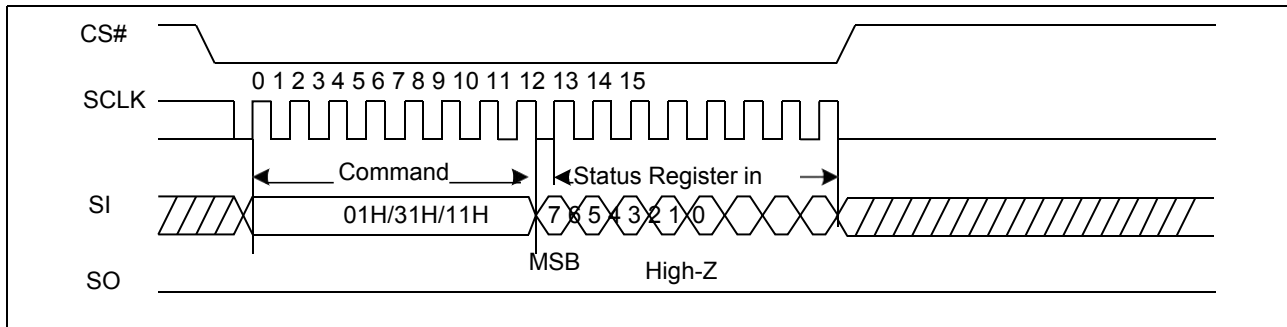 CS#
0 1 2 3 4 5 6 7 8 9 10 11 12 13 14 15
SCLK
Command
Status Register in
SI
01H/31H/11H
7 6 5 4 3 2 1 0
MSB
High-Z
SO